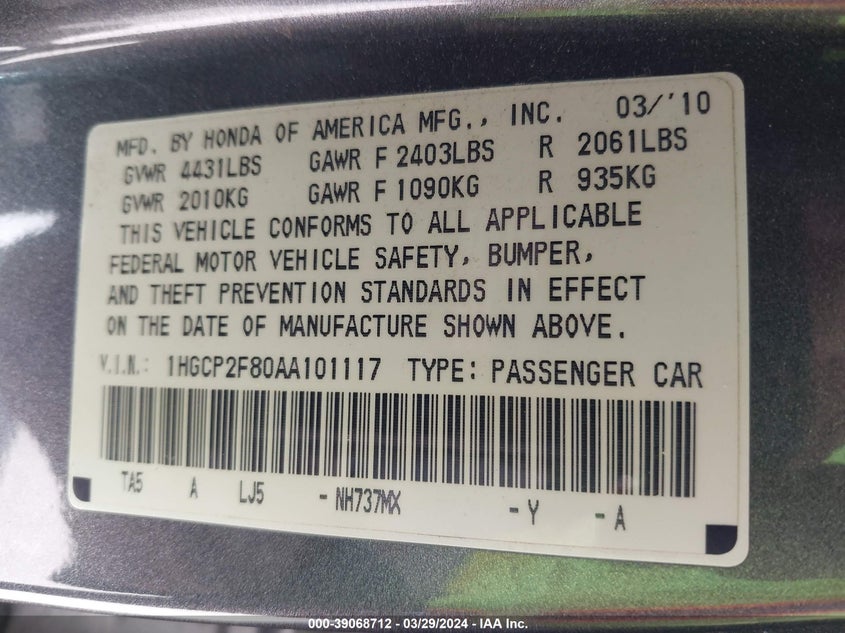 MFD. BY HONDA OF AMERICA MFG., INC. 03/'10
GVWR 4431LBS GAWR F 2403LBS R 2061LBS
GVWR 2010KG GAWR F 1090KG R 935KG
THIS VEHICLE CONFORMS TO ALL APPLICABLE
FEDERAL MOTOR VEHICLE SAFETY, BUMPER,
AND THEFT PREVENTION STANDARDS IN EFFECT
ON THE DATE OF MANUFACTURE SHOWN ABOVE.
V.I.N.: 1HGCP2F80AA101117 TYPE: PASSENGER CAR
TA5 A LJ5 - NH737MX - Y - A
000-39068712 — 03/29/2024 — IAA Inc.